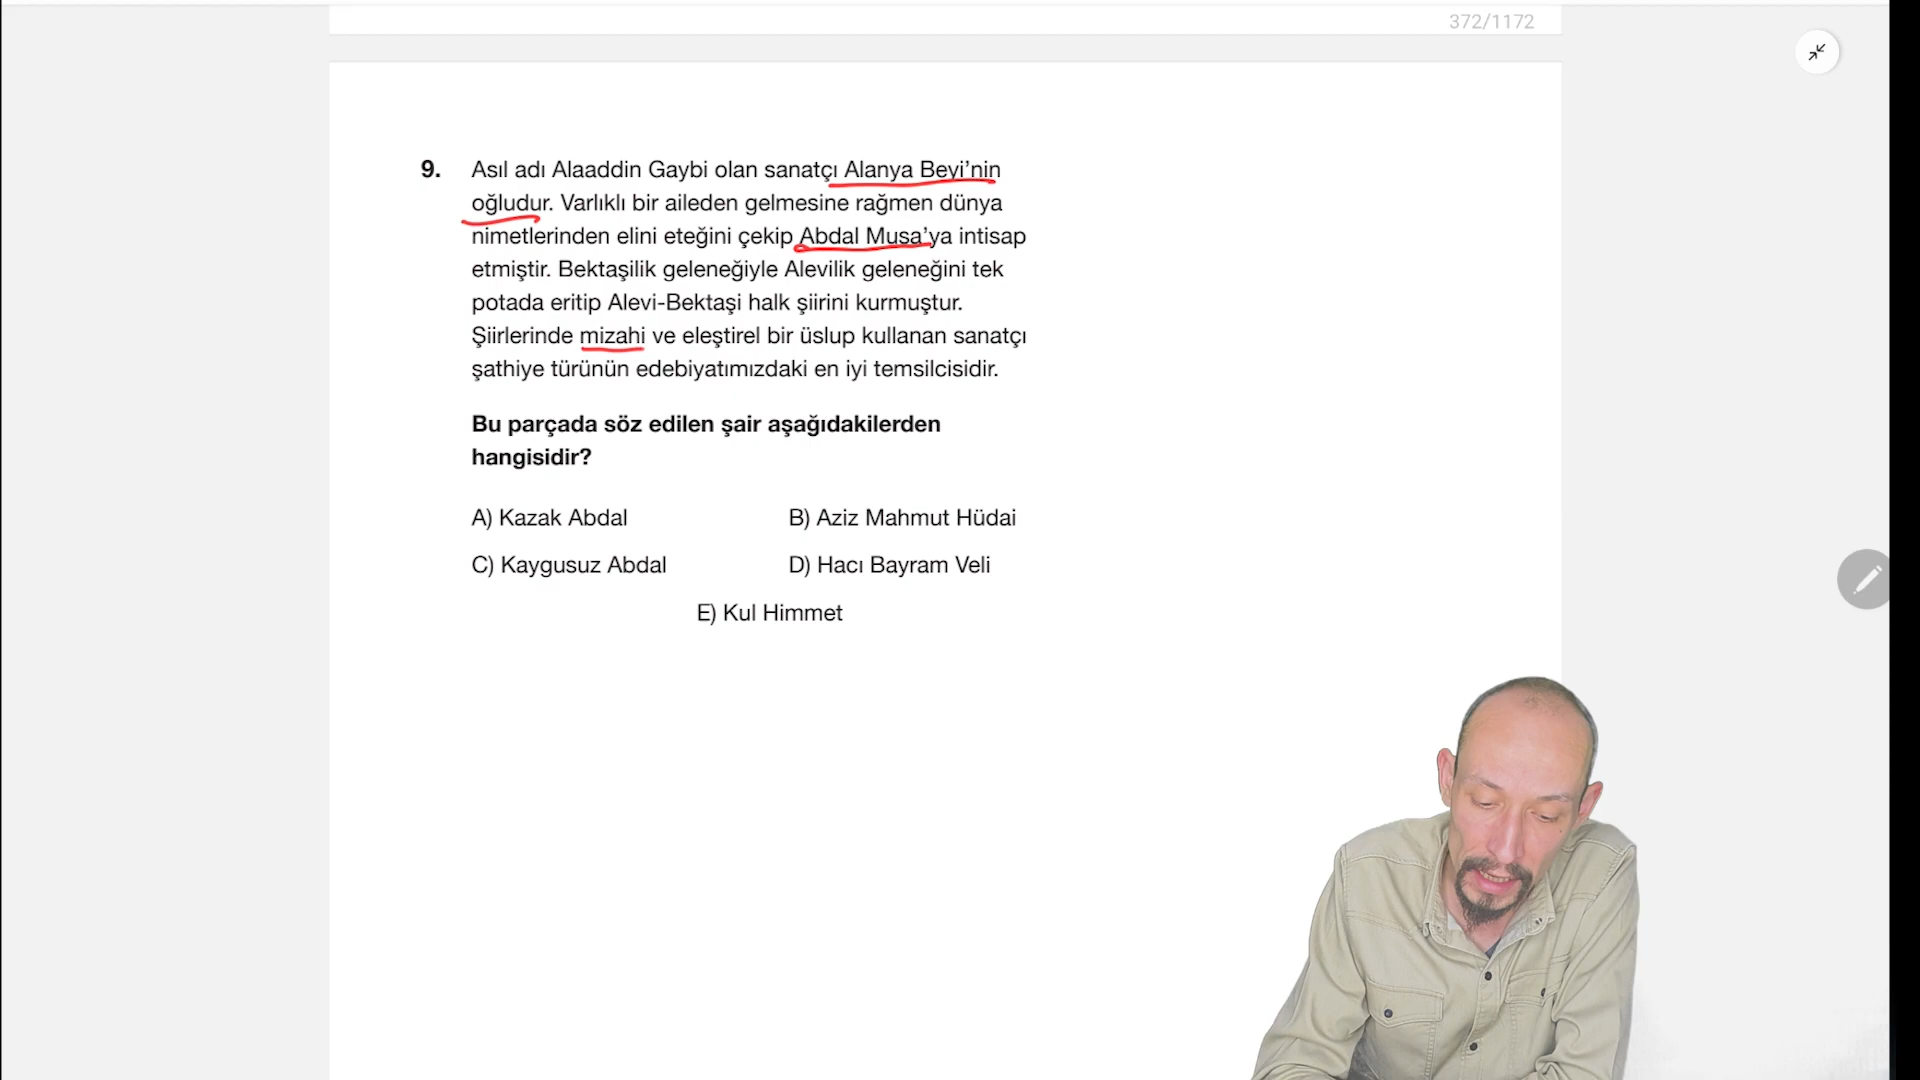 372/1172
9. Asıl adı Alaaddin Gaybi olan sanatçı Alanya Beyi’nin
oğludur. Varlıklı bir aileden gelmesine rağmen dünya
nimetlerinden elini eteğini çekip Abdal Musa’ya intisap
etmiştir. Bektaşilik geleneğiyle Alevilik geleneğini tek
potada eritip Alevi-Bektaşi halk şiirini kurmuştur.
Şiirlerinde mizahi ve eleştirel bir üslup kullanan sanatçı
şathiye türünün edebiyatımızdaki en iyi temsilcisidir.
Bu parçada söz edilen şair aşağıdakilerden
hangisidir?
A) Kazak Abdal B) Aziz Mahmut Hüdai
C) Kaygusuz Abdal D) Hacı Bayram Veli
E) Kul Himmet